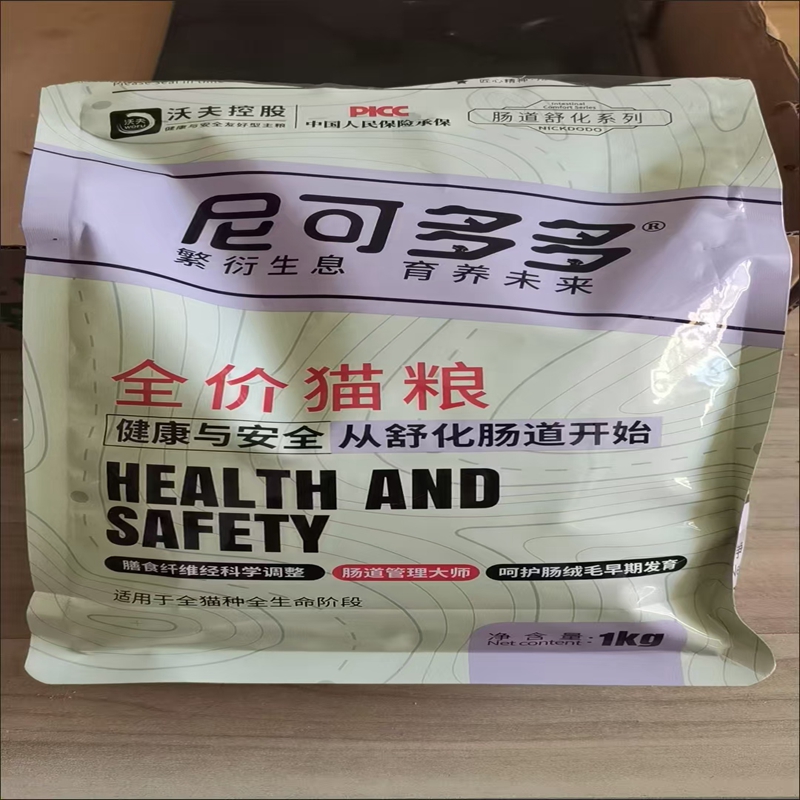 沃夫
沃夫控股
健康与安全友好型主粮
PICC
中国人民保险承保
Intestinal
Comfort Series
肠道舒化系列
NICKDODO
尼可多多®
繁衍生息 育养未来
全价猫粮
健康与安全 从舒化肠道开始
HEALTH AND
SAFETY
膳食纤维经科学调整 肠道管理大师 呵护肠绒毛早期发育
适用于全猫种全生命阶段
净含量:
Net content: 1kg